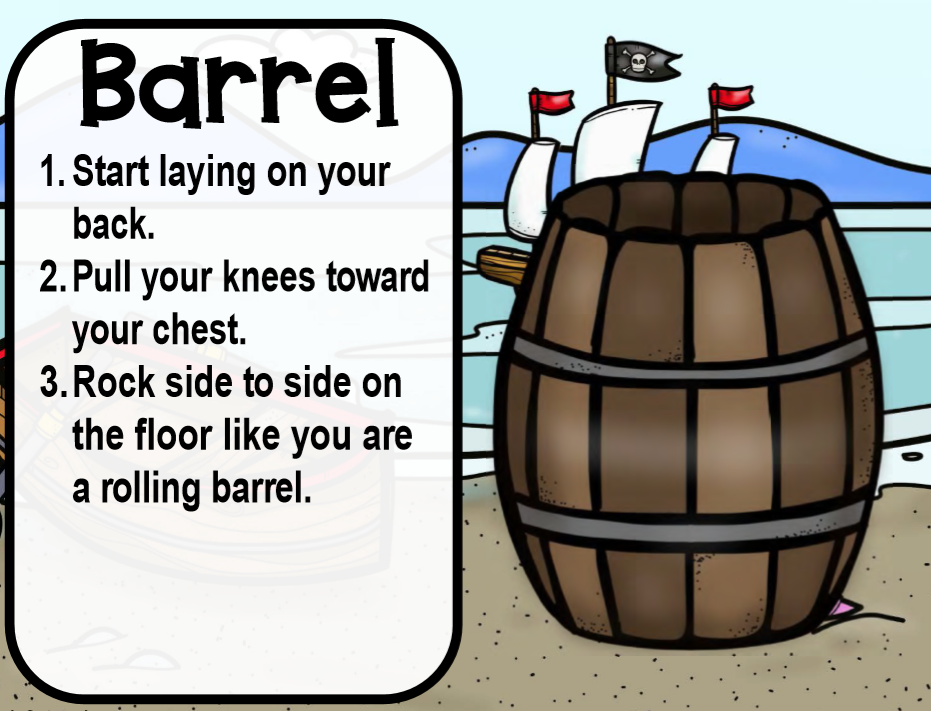 Barrel
1. Start laying on your
back.
2. Pull your knees toward
your chest.
3. Rock side to side on
the floor like you are
a rolling barrel.